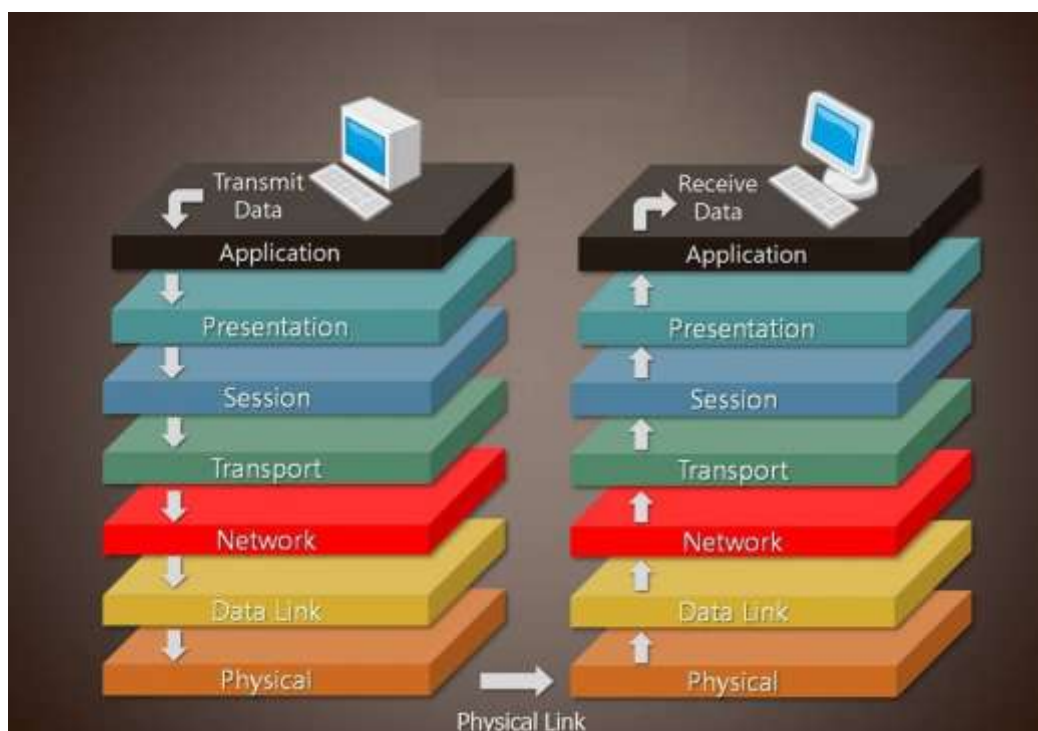 Transmit
Data
Application
Presentation
Session
Transport
Network
Data Link
Physical
Physical Link
Receive
Data
Application
Presentation
Session
Transport
Network
Data Link
Physical